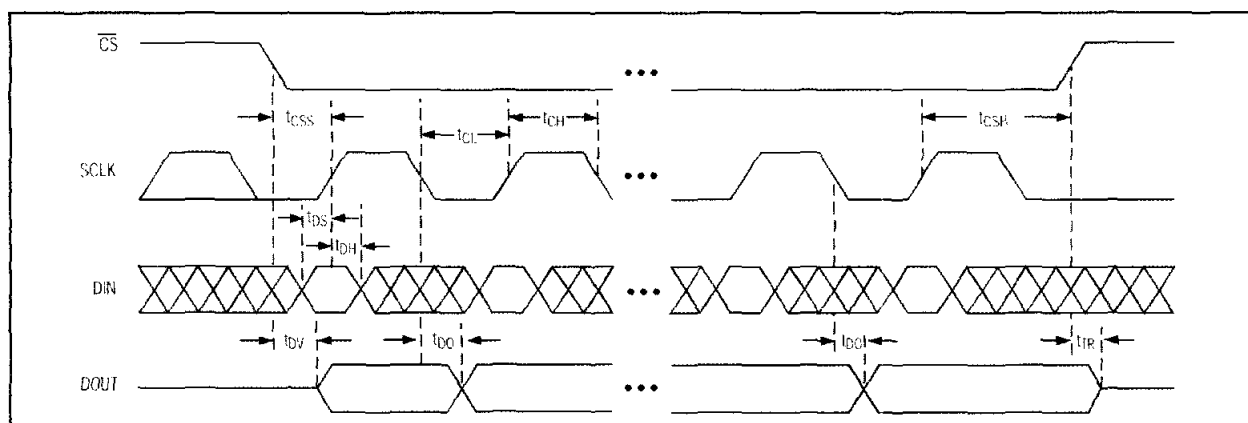 CS
tCSS
tCL
tCH
tCSH
SCLK
tDS
tDH
DIN
tDV
tDO
tDO
tTR
DOUT